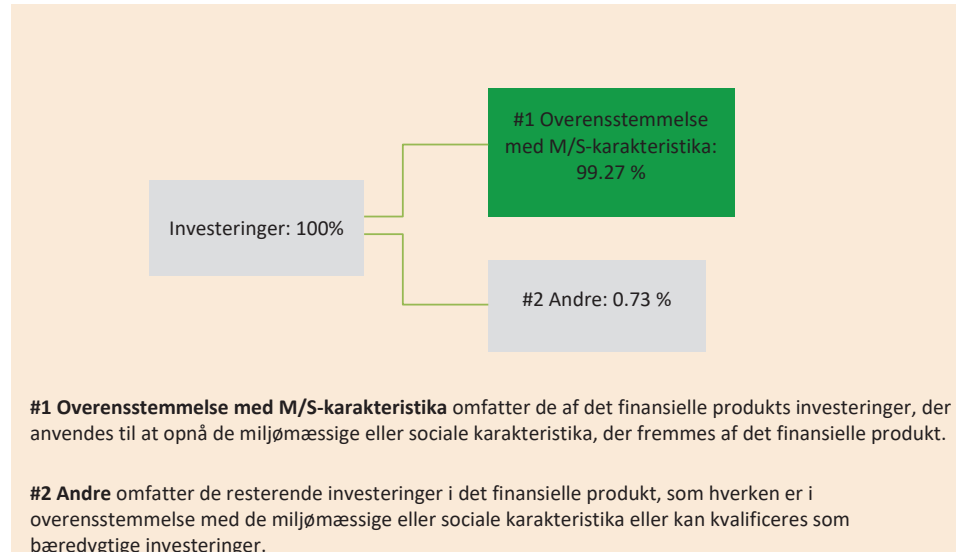 #1 Overensstemmelse
med M/S-karakteristika:
99.27 %
Investeringer: 100%
#2 Andre: 0.73 %
#1 Overensstemmelse med M/S-karakteristika omfatter de af det finansielle produkts investeringer, der
anvendes til at opnå de miljømæssige eller sociale karakteristika, der fremmes af det finansielle produkt.
#2 Andre omfatter de resterende investeringer i det finansielle produkt, som hverken er i
overensstemmelse med de miljømæssige eller sociale karakteristika eller kan kvalificeres som
bæredygtige investeringer.